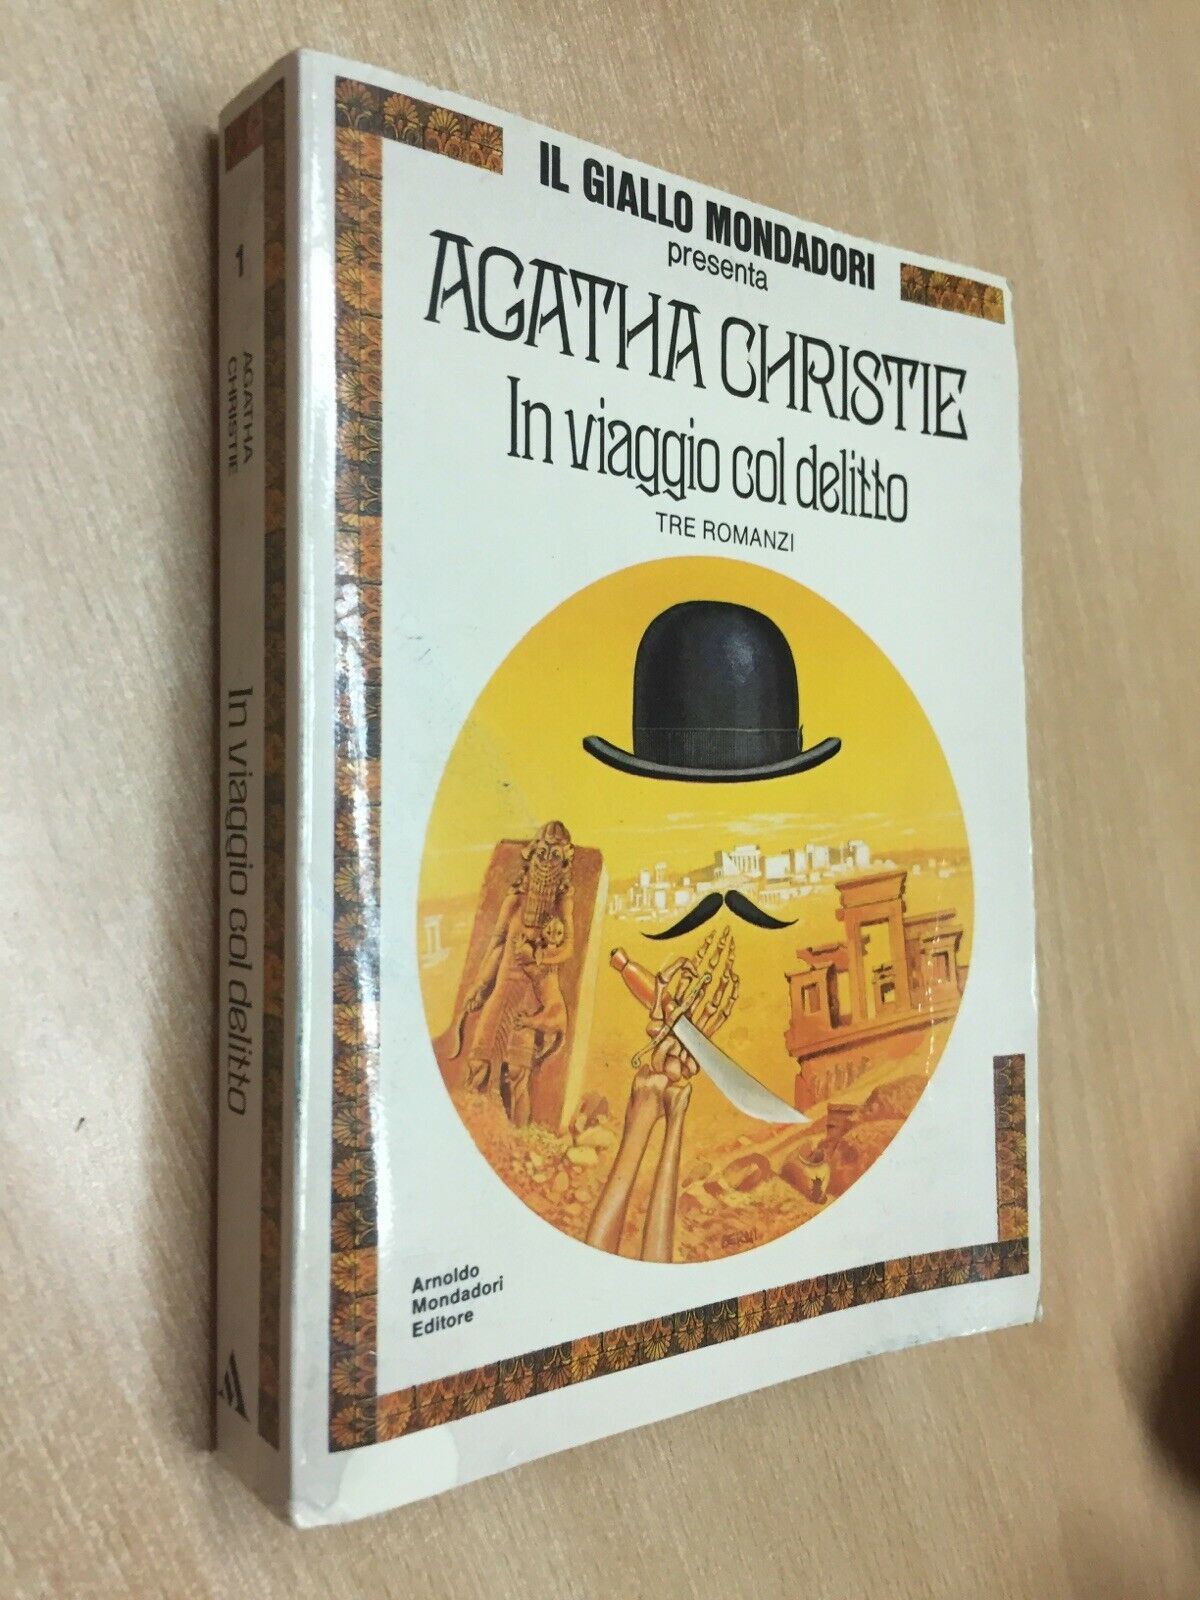 IL GIALLO MONDADORI
presenta
AGATHA CHRISTIE
In viaggio col delitto
TRE ROMANZI
BERNI
Arnoldo
Mondadori
Editore
1
AGATHA
CHRISTIE
In viaggio col delitto